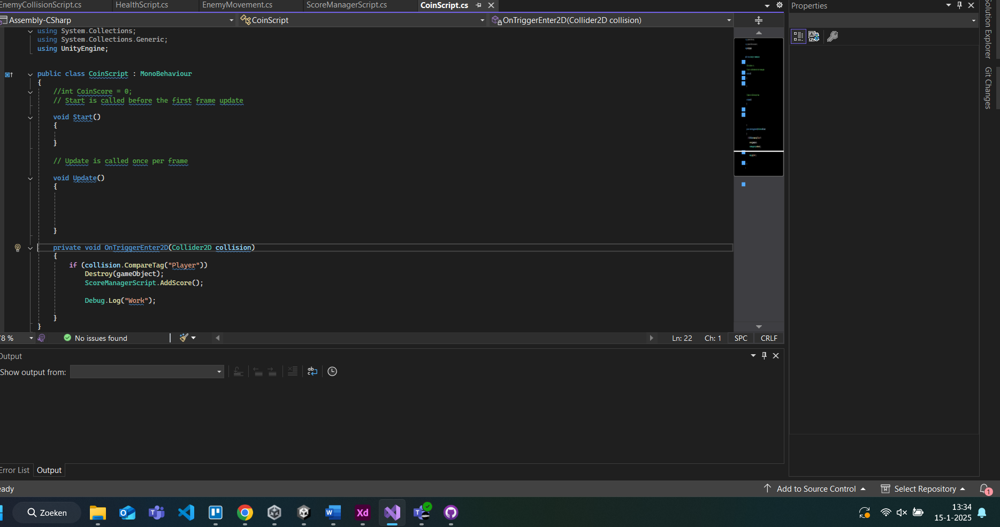 EnemyCollisionScript.cs HealthScript.cs EnemyMovement.cs ScoreManagerScript.cs CoinScript.cs
Properties
Assembly-CSharp CoinScript OnTriggerEnter2D(Collider2D collision)
using System.Collections;
using System.Collections.Generic;
using UnityEngine;
public class CoinScript : MonoBehaviour
{
//int CoinScore = 0;
// Start is called before the first frame update
void Start()
{
}
// Update is called once per frame
void Update()
{
}
private void OnTriggerEnter2D(Collider2D collision)
{
if (collision.CompareTag("Player"))
Destroy(gameObject);
ScoreManagerScript.AddScore();
Debug.Log("Work");
}
}
Solution Explorer
Git Changes
78 % No issues found Ln: 22 Ch: 1 SPC CRLF
Output
Show output from:
Error List Output
eady Add to Source Control Select Repository 1
Zoeken
13:34
15-1-2025